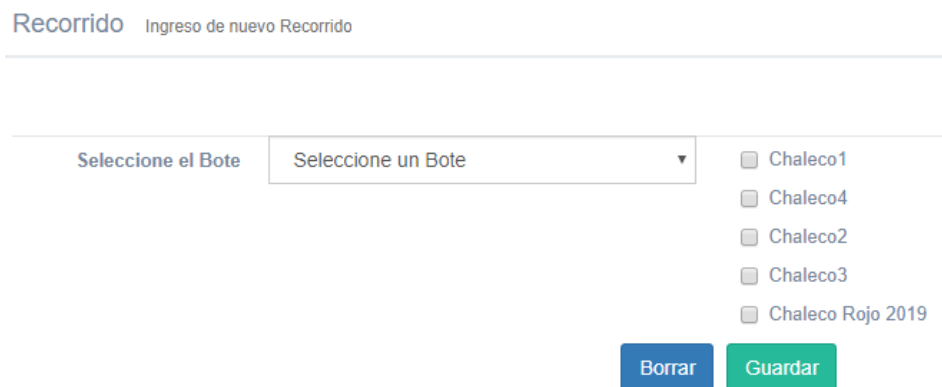 Recorrido Ingreso de nuevo Recorrido
Seleccione el Bote Seleccione un Bote Chaleco1
Chaleco4
Chaleco2
Chaleco3
Chaleco Rojo 2019
Borrar Guardar